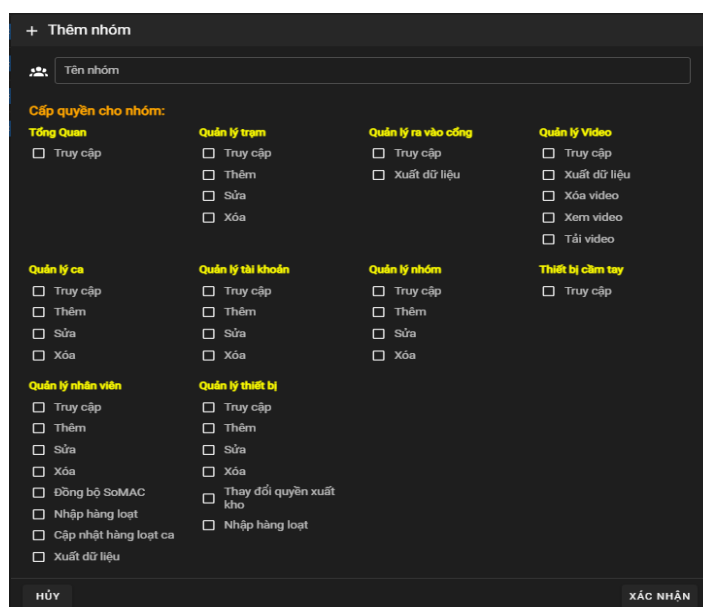 + Thêm nhóm
Tên nhóm
Cấp quyền cho nhóm:
Tổng Quan
Truy cập
Quản lý trạm
Truy cập
Thêm
Sửa
Xóa
Quản lý ra vào cổng
Truy cập
Xuất dữ liệu
Quản lý Video
Truy cập
Xuất dữ liệu
Xóa video
Xem video
Tải video
Quản lý ca
Truy cập
Thêm
Sửa
Xóa
Quản lý tài khoản
Truy cập
Thêm
Sửa
Xóa
Quản lý nhóm
Truy cập
Thêm
Sửa
Xóa
Thiết bị cầm tay
Truy cập
Quản lý nhân viên
Truy cập
Thêm
Sửa
Xóa
Đồng bộ SoMAC
Nhập hàng loạt
Cập nhật hàng loạt ca
Xuất dữ liệu
Quản lý thiết bị
Truy cập
Thêm
Sửa
Xóa
Thay đổi quyền xuất
kho
Nhập hàng loạt
HỦY
XÁC NHẬN